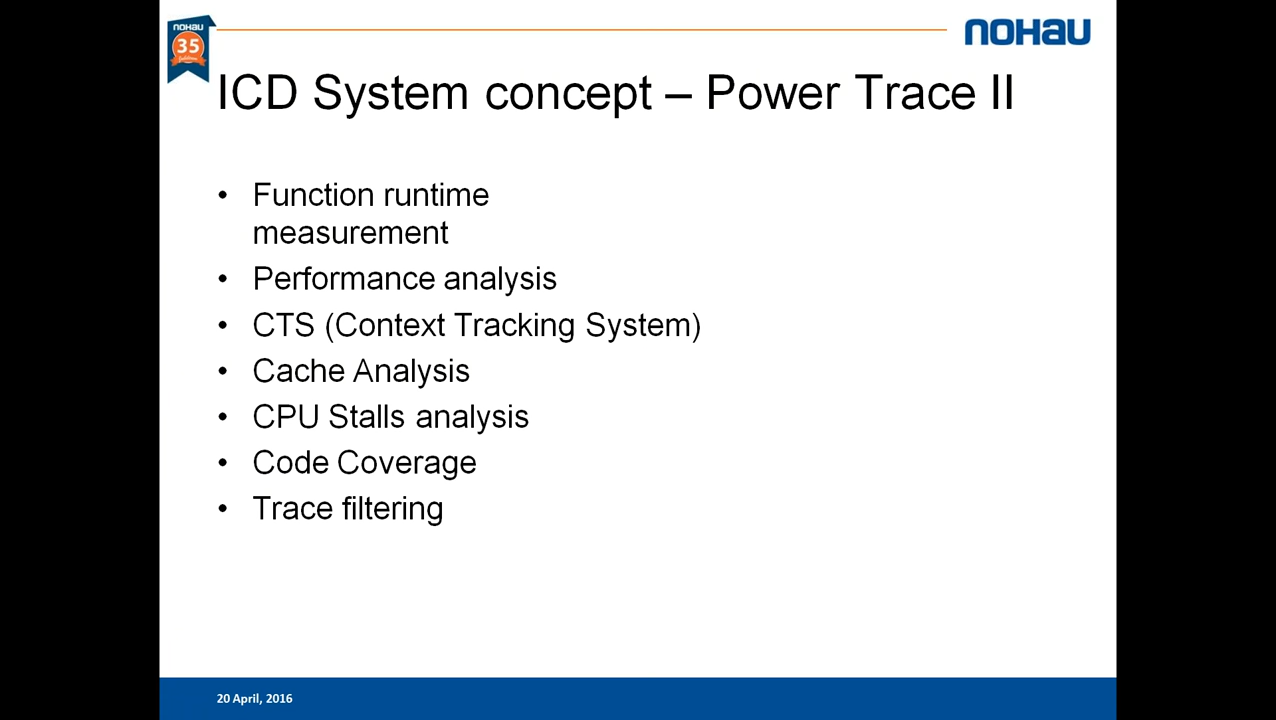 NOHAU
35
NOHAU
ICD System concept – Power Trace II
• Function runtime
measurement
• Performance analysis
• CTS (Context Tracking System)
• Cache Analysis
• CPU Stalls analysis
• Code Coverage
• Trace filtering
20 April, 2016